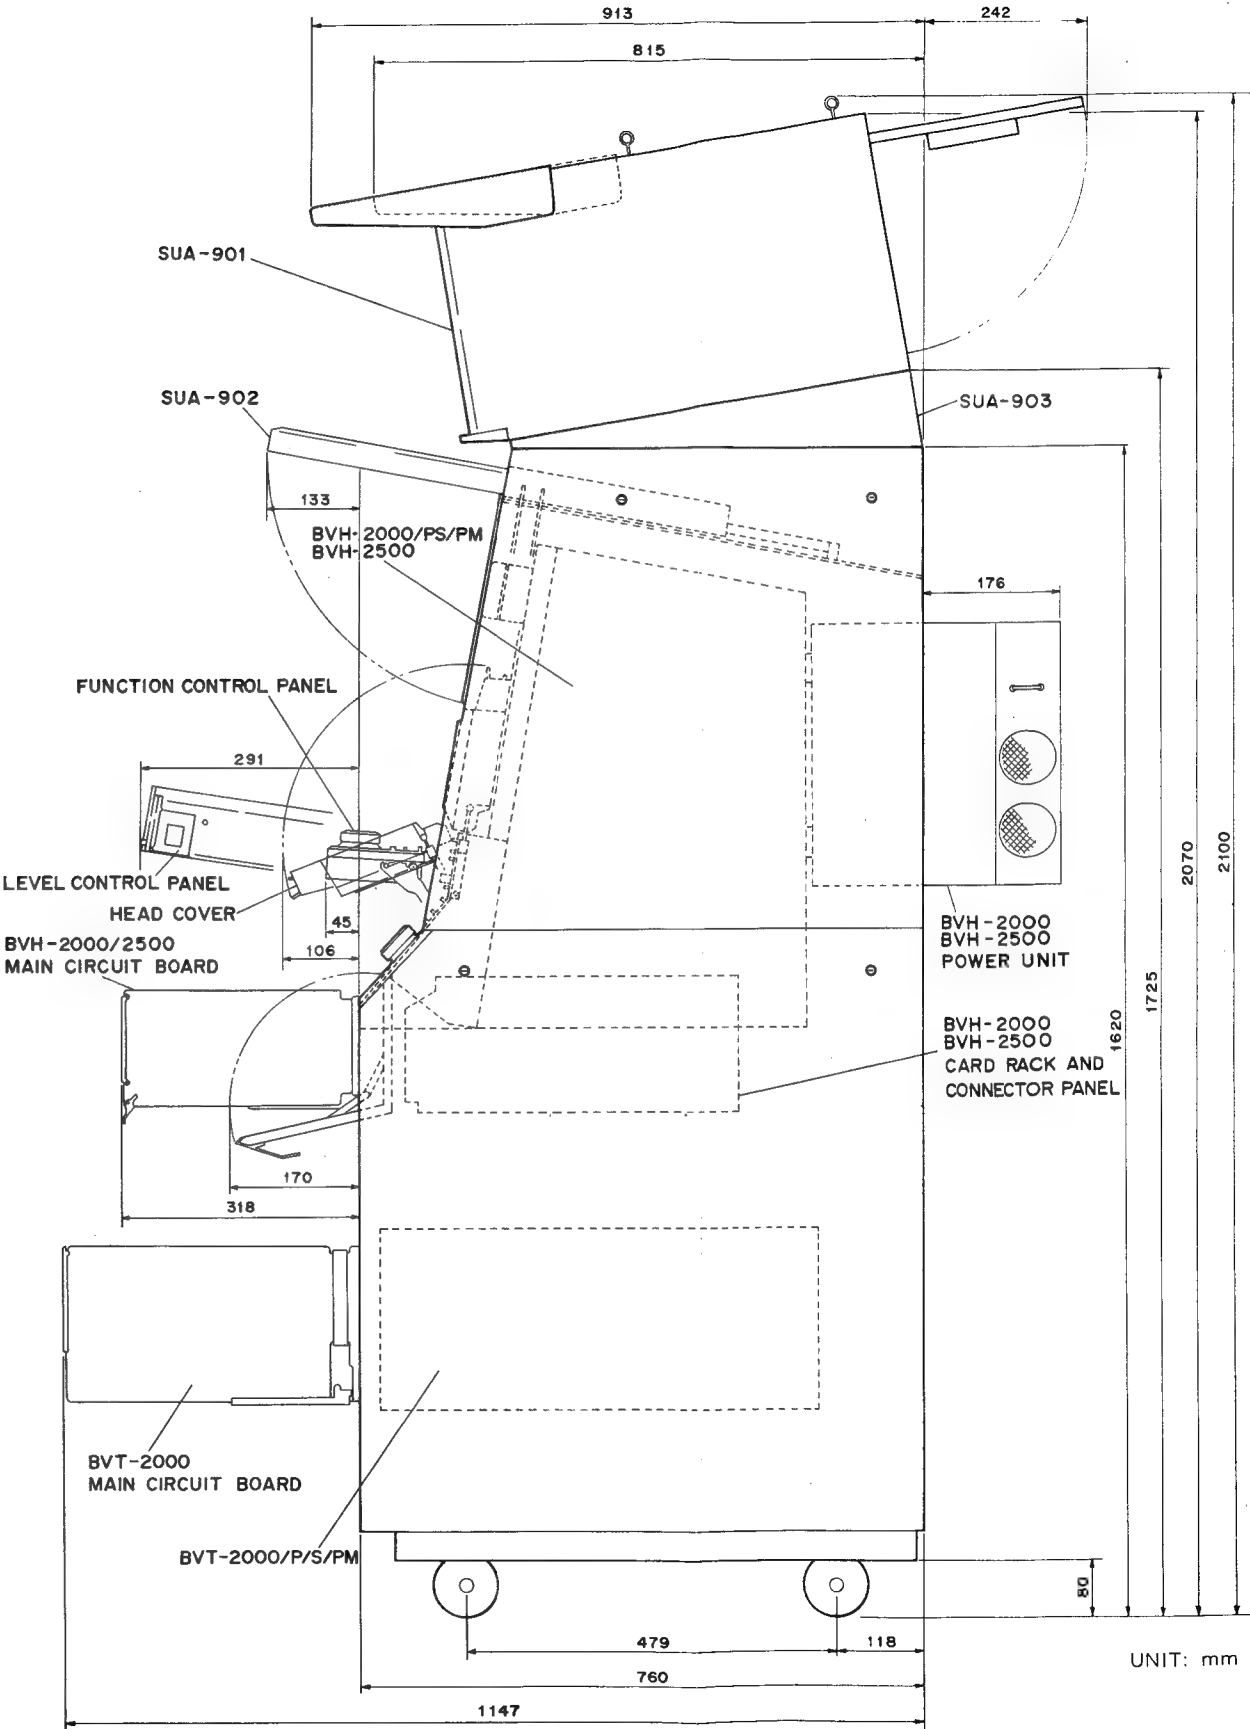 913
242
815
SUA-901
SUA-902
SUA-903
133
BVH-2000/PS/PM
BVH-2500
176
FUNCTION CONTROL PANEL
291
LEVEL CONTROL PANEL
HEAD COVER
45
106
BVH-2000/2500
MAIN CIRCUIT BOARD
BVH-2000
BVH-2500
POWER UNIT
BVH-2000
BVH-2500
CARD RACK AND
CONNECTOR PANEL
1620
1725
2070
2100
170
318
BVT-2000
MAIN CIRCUIT BOARD
BVT-2000/P/S/PM
80
479
118
760
1147
UNIT: mm